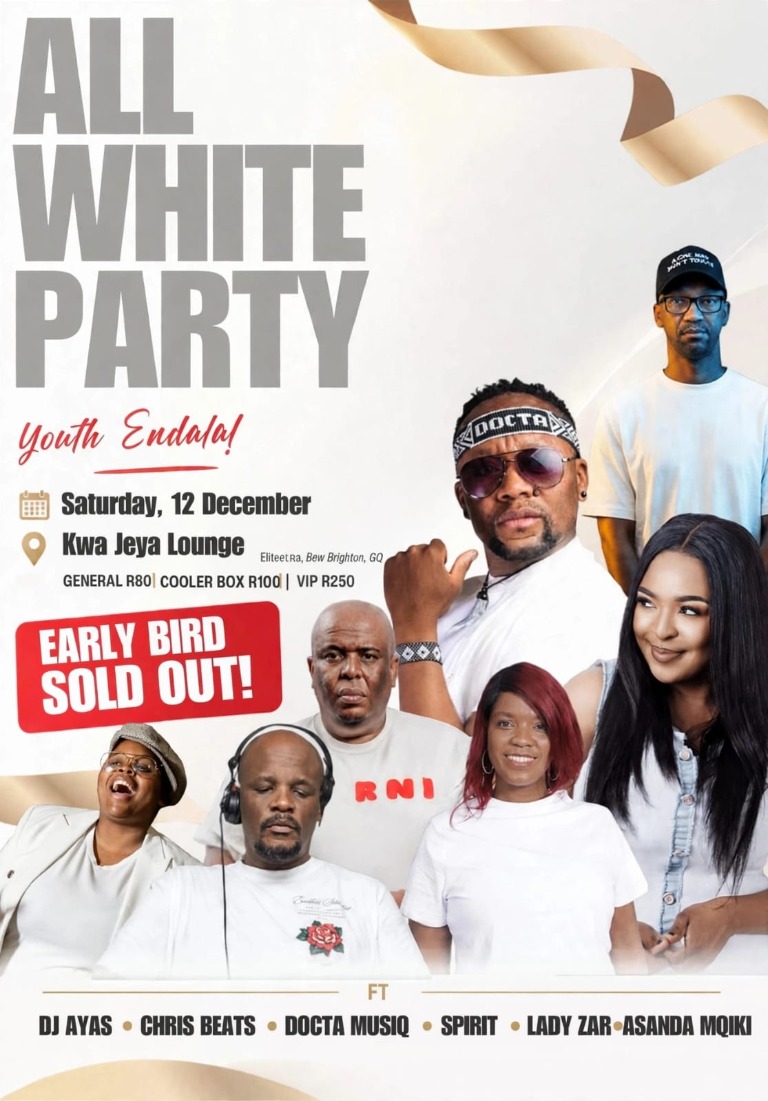 ALL
WHITE
PARTY
Youth Endala!
Saturday, 12 December
Kwa Jeya Lounge
Eliteetra, Bew Brighton, GQ
GENERAL R80| COOLER BOX R100| | VIP R250
EARLY BIRD
SOLD OUT!
DOCTA
RNI
FT
DJ AYAS • CHRIS BEATS • DOCTA MUSIQ • SPIRIT • LADY ZAR•ASANDA MQIKI